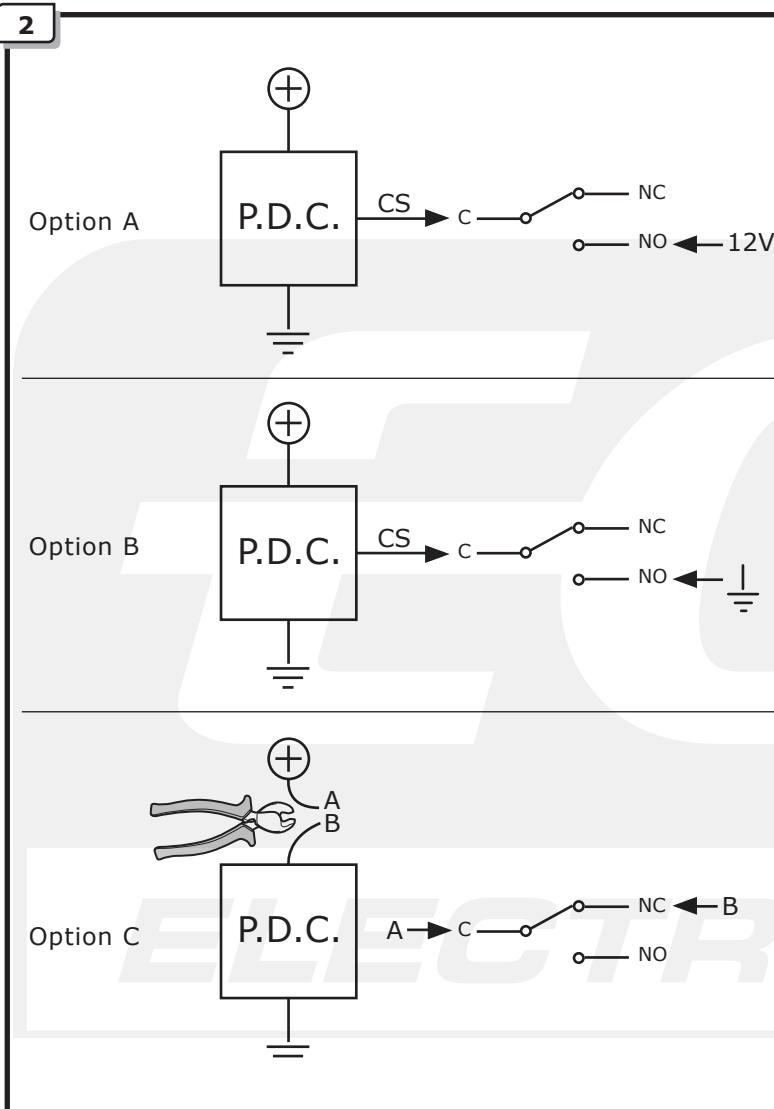 2
Option A
P.D.C.
CS
C
NC
NO
12V
Option B
P.D.C.
CS
C
NC
NO
Option C
A
B
P.D.C.
A
C
NC
B
NO
ELECTR